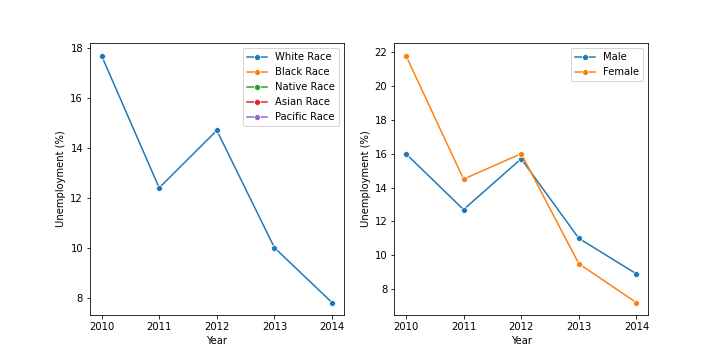 18
16
14
12
10
8
Unemployment (%)
2010 2011 2012 2013 2014
Year
White Race
Black Race
Native Race
Asian Race
Pacific Race
22
20
18
16
14
12
10
8
Unemployment (%)
2010 2011 2012 2013 2014
Year
Male
Female